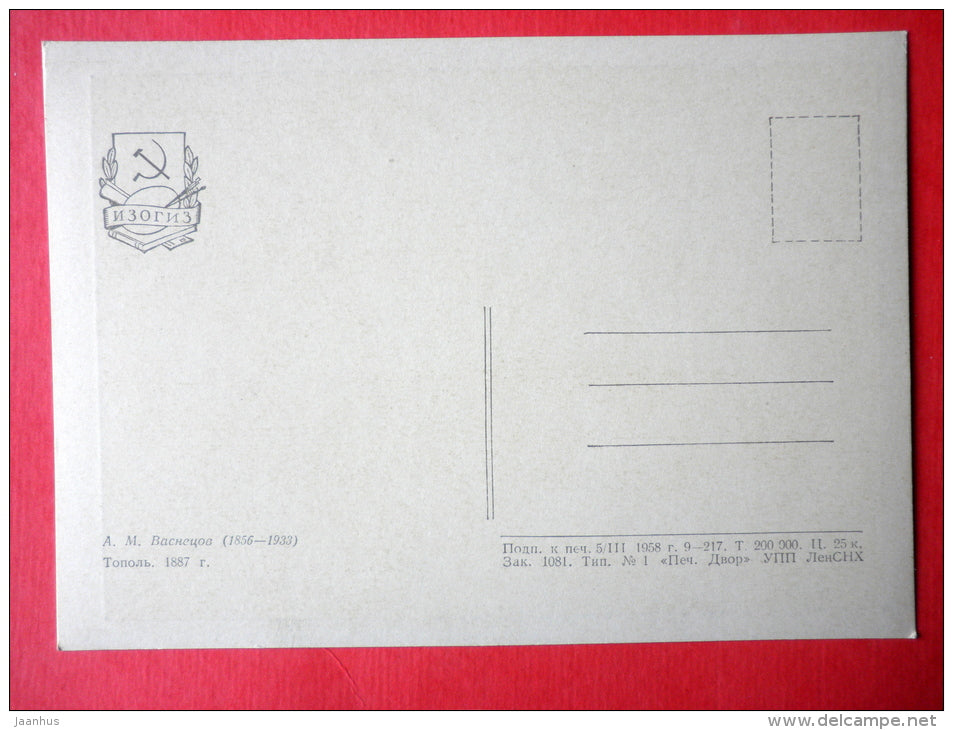 ИЗОГИЗ
А. М. Васнецов (1856—1933)
Тополь. 1887 г.
Подп. к печ. 5/III 1958 г. 9—217. Т. 200 000. Ц. 25 к.
Зак. 1081. Тип. № 1 «Печ. Двор» УПП ЛенСНХ
Jaanhus
www.delcampe.net